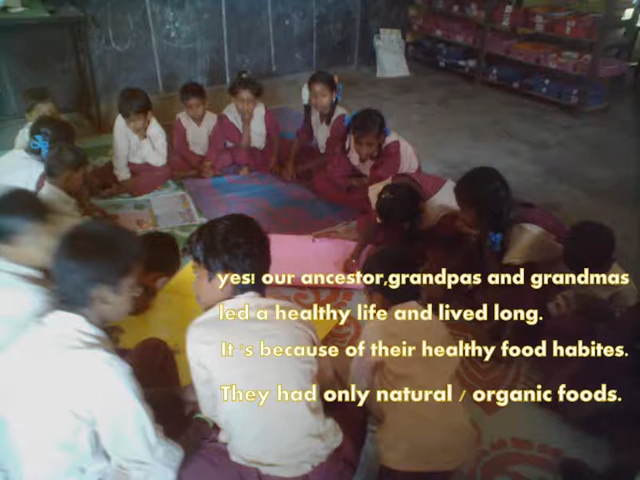 yes! our ancestor,grandpas and grandmas
led a healthy life and lived long.
It 's because of their healthy food habites.
They had only natural / organic foods.